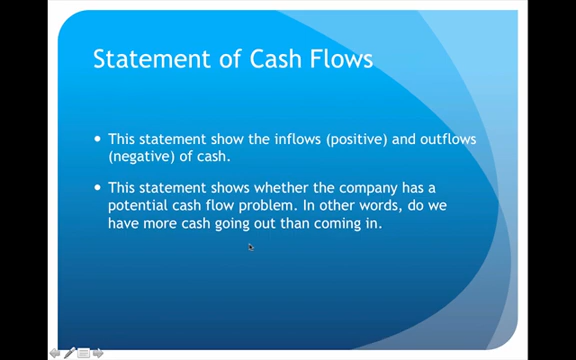 Statement of Cash Flows
• This statement show the inflows (positive) and outflows
(negative) of cash.
• This statement shows whether the company has a
potential cash flow problem. In other words, do we
have more cash going out than coming in.